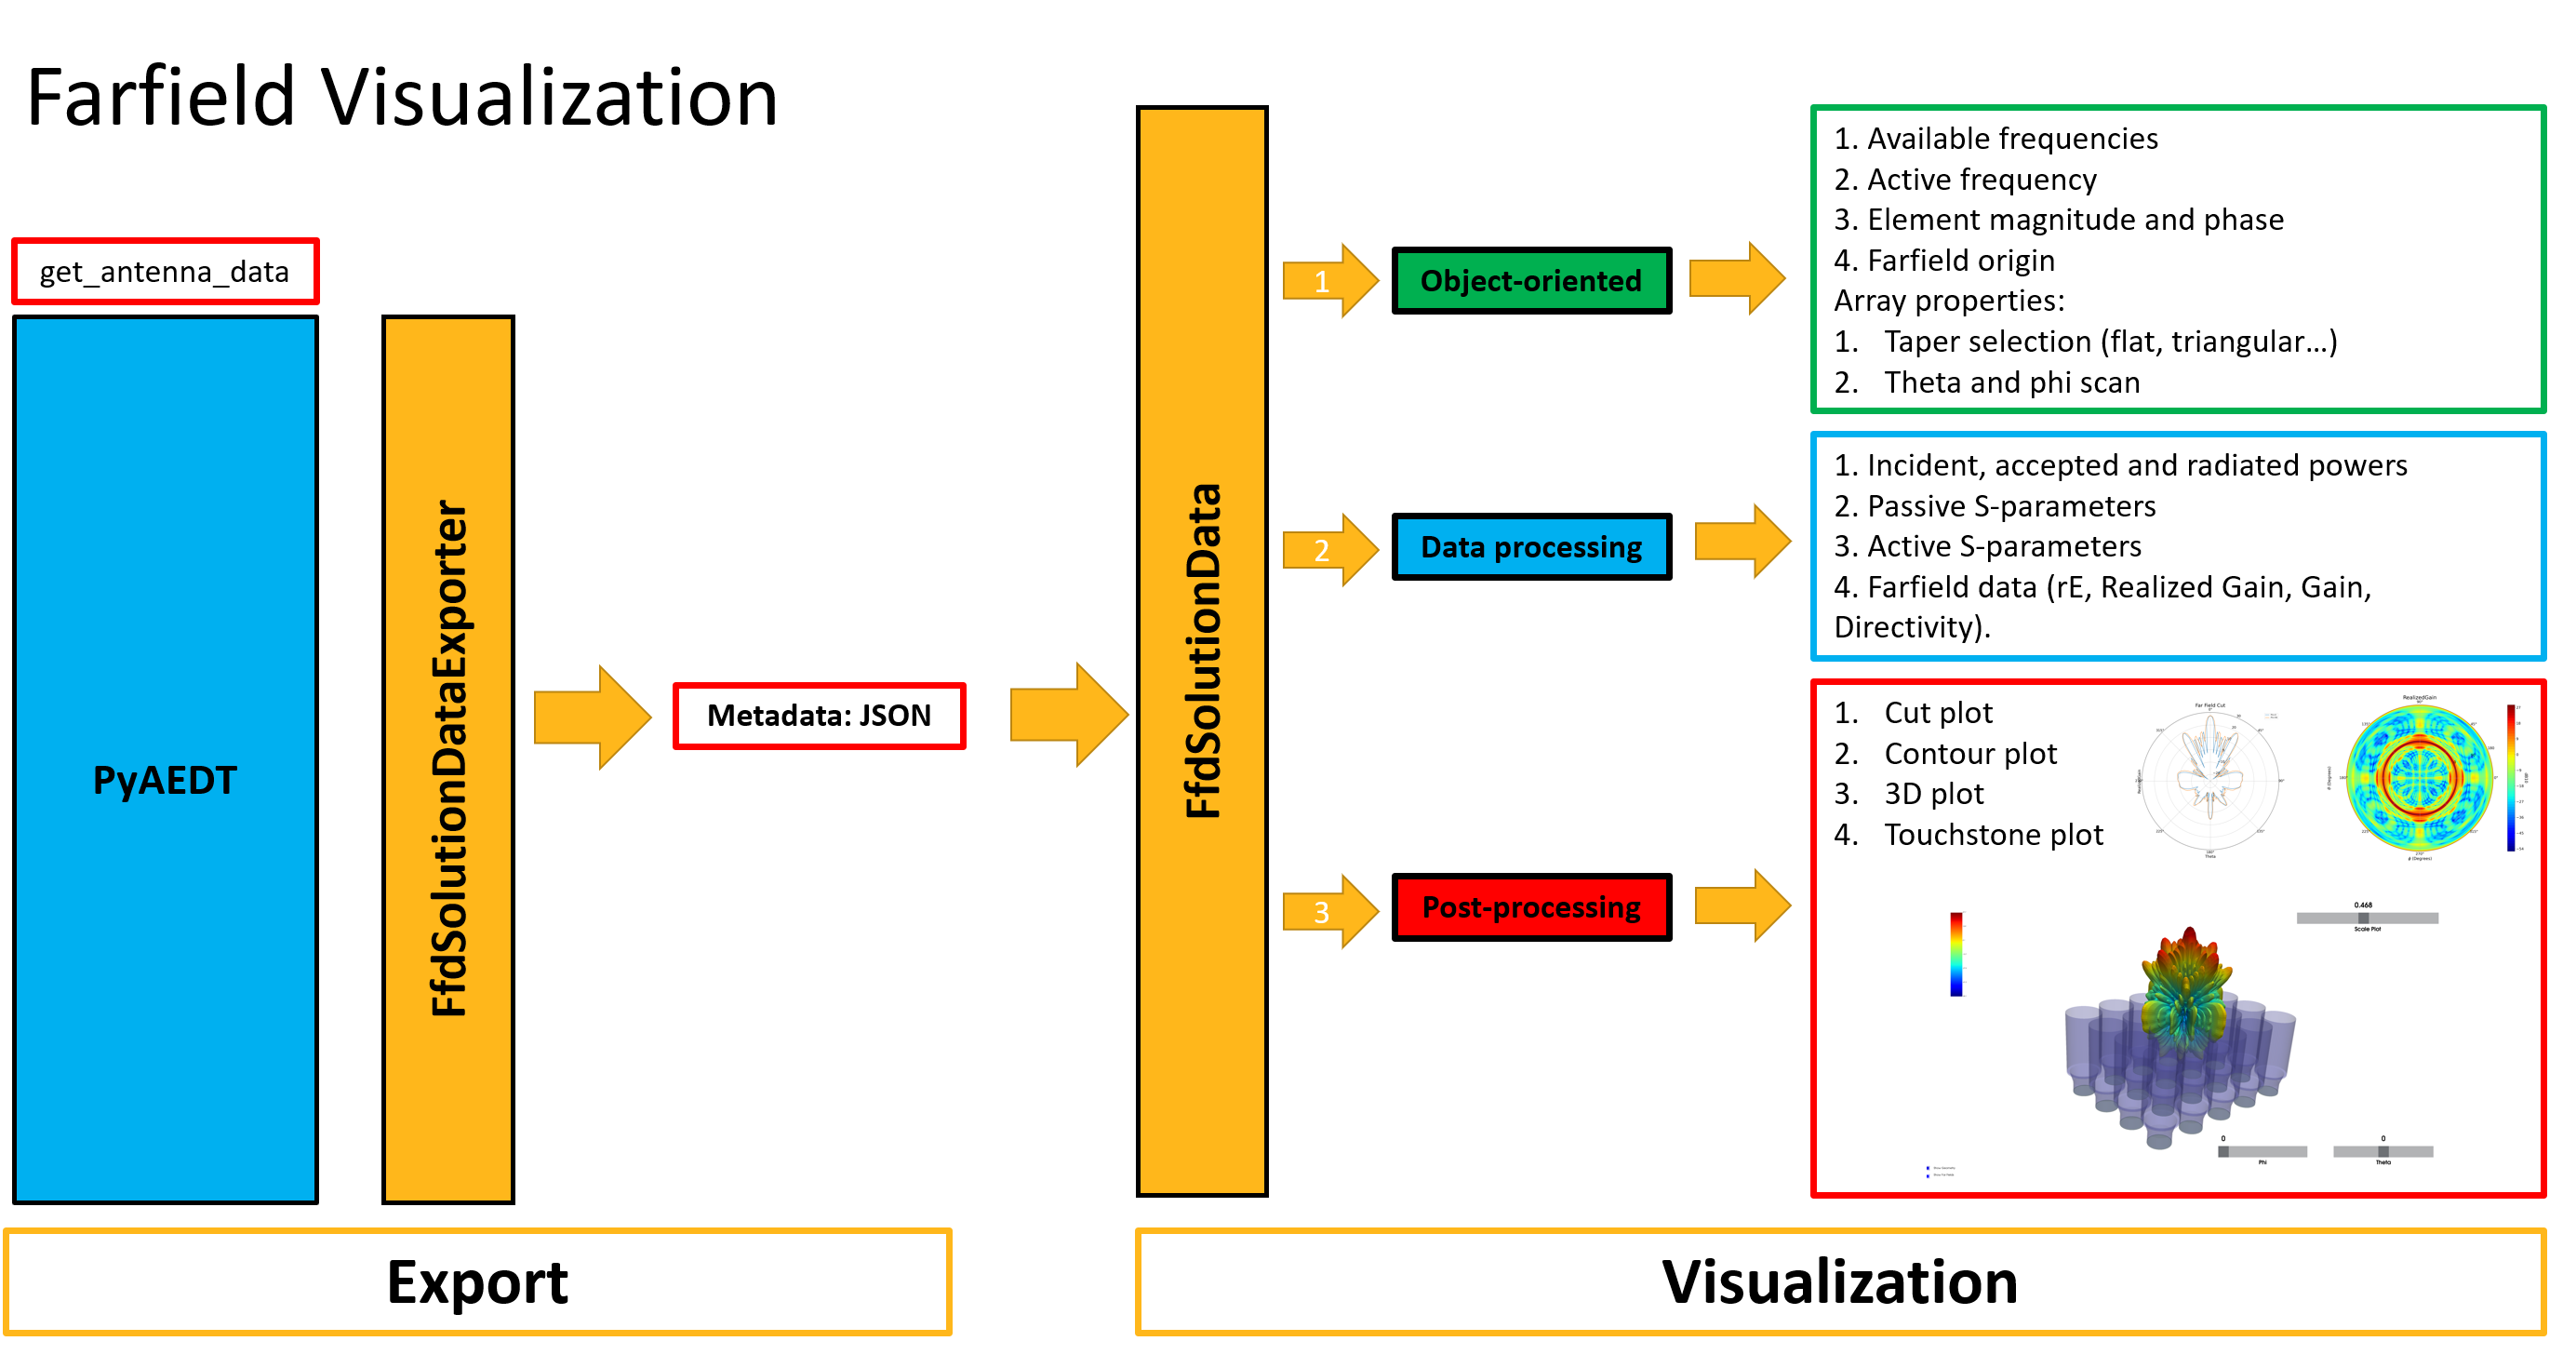 Farfield Visualization
get_antenna_data
PyAEDT
FfdSolutionDataExporter
Metadata: JSON
FfdSolutionData
1
Object-oriented
1. Available frequencies
2. Active frequency
3. Element magnitude and phase
4. Farfield origin
Array properties:
1. Taper selection (flat, triangular...)
2. Theta and phi scan
2
Data processing
1. Incident, accepted and radiated powers
2. Passive S-parameters
3. Active S-parameters
4. Farfield data (rE, Realized Gain, Gain,
Directivity).
3
Post-processing
1. Cut plot
2. Contour plot
3. 3D plot
4. Touchstone plot
Far Field Cut
Theta
RealizedGain
0.468
Scale Plot
0
Phi
0
Theta
Export
Visualization